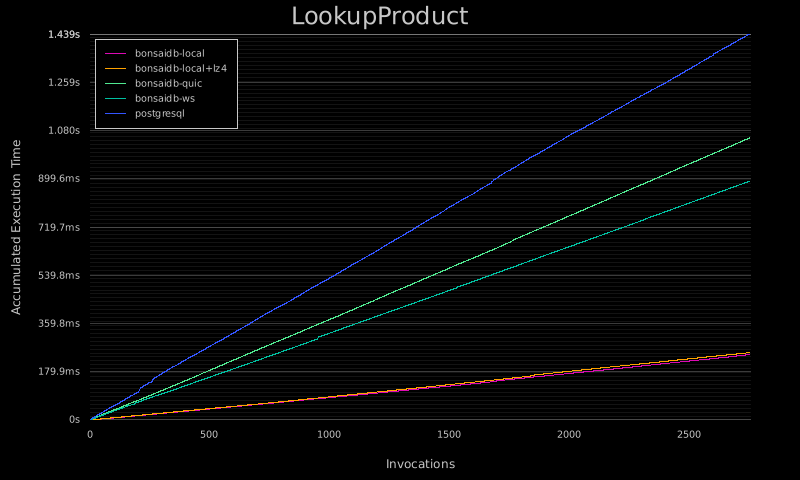 LookupProduct
1.439s
1.259s
1.080s
899.6ms
719.7ms
539.8ms
359.8ms
179.9ms
0s
Accumulated Execution Time
bonsaidb-local
bonsaidb-local+lz4
bonsaidb-quic
bonsaidb-ws
postgresql
0
500
1000
1500
2000
2500
Invocations